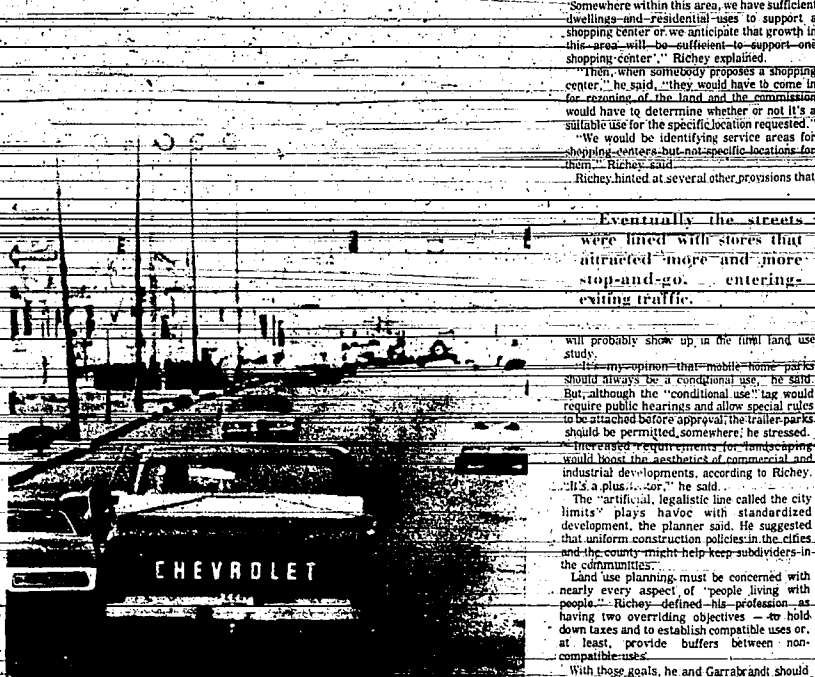 CHEVROLET
"Somewhere within this area, we have sufficient
dwellings and residential uses to support a
shopping center or we anticipate that growth in
this area will be sufficient to support one
shopping center'," Richey explained.
"Then, when somebody proposes a shopping
center," he said, "they would have to come in
for rezoning of the land and the commission
would have to determine whether or not it's a
suitable use for the specific location requested."
"We would be identifying service areas for
shopping centers but not specific locations for
them." Richey said
Richey hinted at several other provisions that
Eventually the streets
were lined with stores that
attracted more and more
stop-and-go, entering-
exiting traffic.
will probably show up in the final land use
study.
"It's my opinon that mobile home parks
should always be a conditional use," he said.
But, although the "conditional use" tag would
require public hearings and allow special rules
to be attached before approval, the trailer parks
should be permitted somewhere, he stressed.
Increased requirements for landscaping
would boost the aesthetics of commercial and
industrial developments, according to Richey.
"It's a plus he said.
The "artificial, legalistic line called the city
limits" plays havoc with standardized
development, the planner said. He suggested
that uniform construction policies in the cities
and the county might help keep subdividers in
the communities.
Land use planning must be concerned with
nearly every aspect of "people living with
people." Richey defined his profession as
having two overriding objectives — to hold
down taxes and to establish compatible uses or,
at least, provide buffers between non-
compatible uses.
With those goals, he and Garrabrandt should